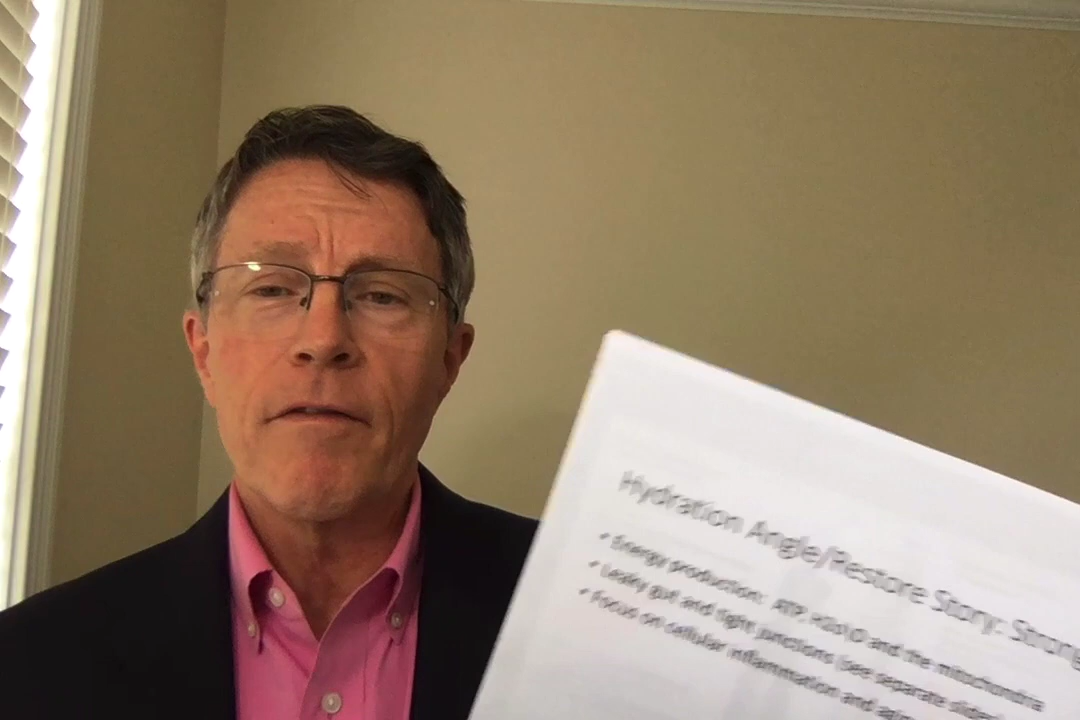 Hydration Angle/Restore Story: Strong
✓ Energy production: ATP, and the mitochondria
✓ Leaky gut and tight junctions (see separate slide
✓ Focus on cellular inflammation and